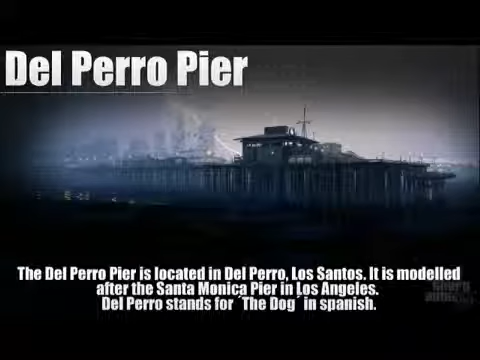 Del Perro Pier
The Del Perro Pier is located in Del Perro, Los Santos. It is modelled
after the Santa Monica Pier in Los Angeles.
Del Perro stands for ´The Dog´ in spanish.